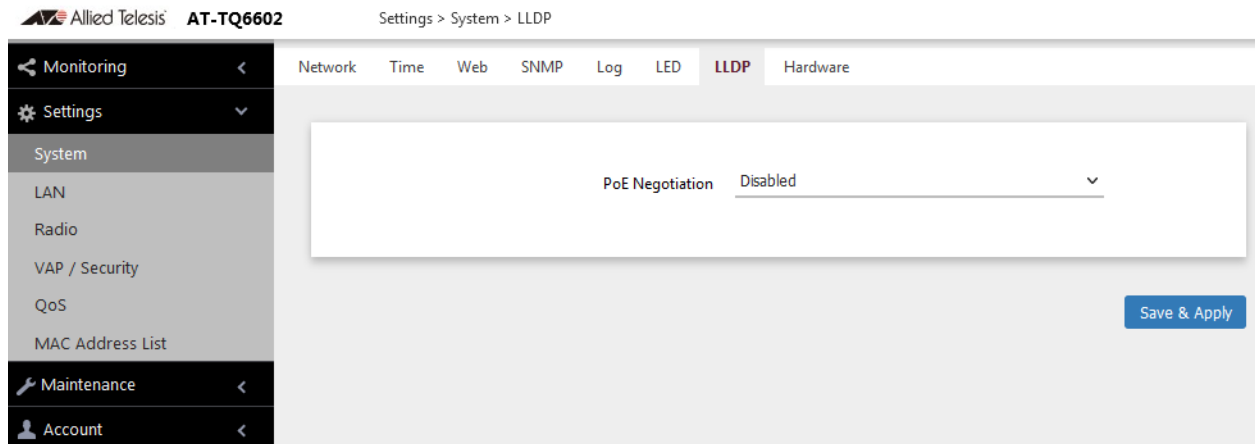 Allied Telesis AT-TQ6602 Settings > System > LLDP
Monitoring
Network Time Web SNMP Log LED LLDP Hardware
Settings
System
LAN
Radio
VAP / Security
QoS
MAC Address List
Maintenance
Account
PoE Negotiation Disabled
Save & Apply